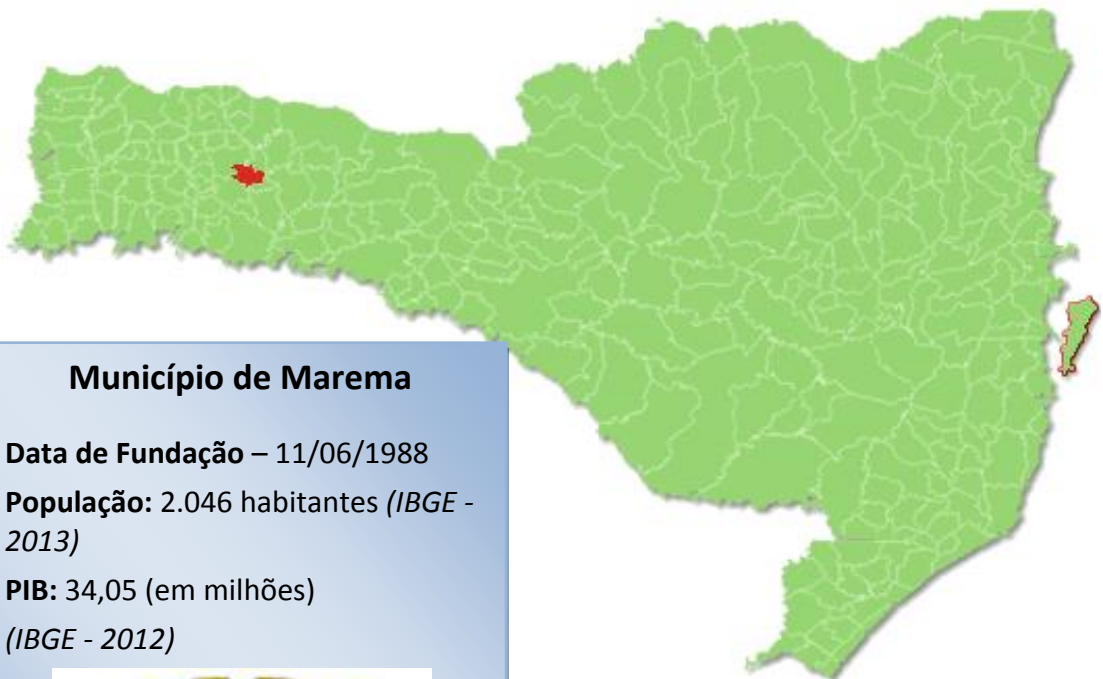 Município de Marema
Data de Fundação – 11/06/1988
População: 2.046 habitantes (IBGE -
2013)
PIB: 34,05 (em milhões)
(IBGE - 2012)